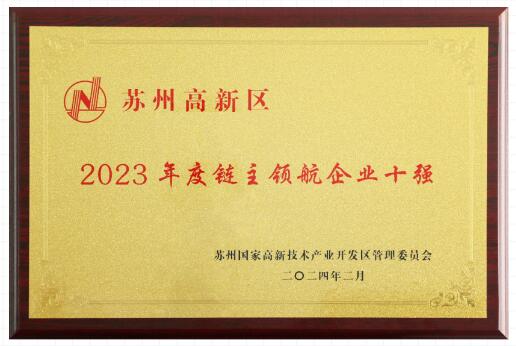 苏州高新区
2023年度链主领航企业十强
苏州国家高新技术产业开发区管理委员会
二〇二四年二月